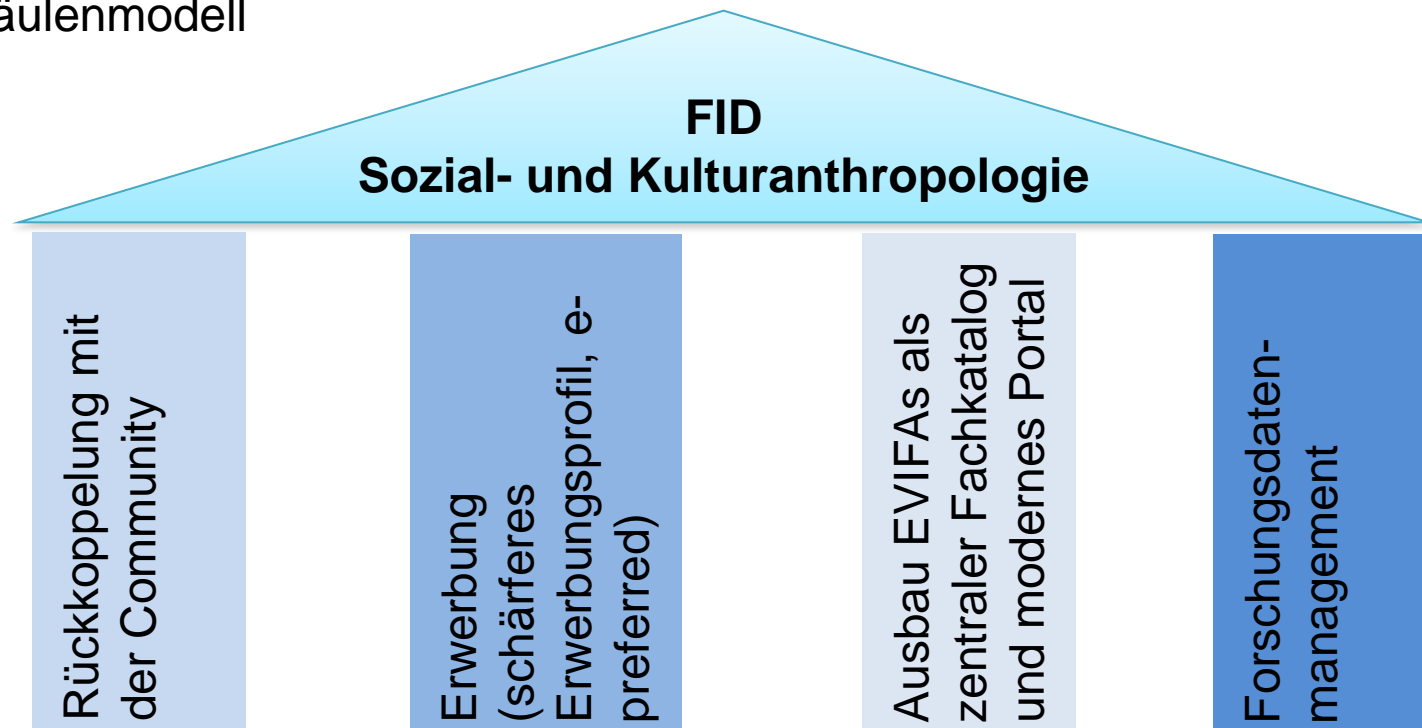 äulenmodell
FID
Sozial- und Kulturanthropologie
Rückkoppelung mit
der Community
Erwerbung
(schärferes
Erwerbungsprofil, e-
preferred)
Ausbau EVIFAs als
zentraler Fachkatalog
und modernes Portal
Forschungsdaten-
management